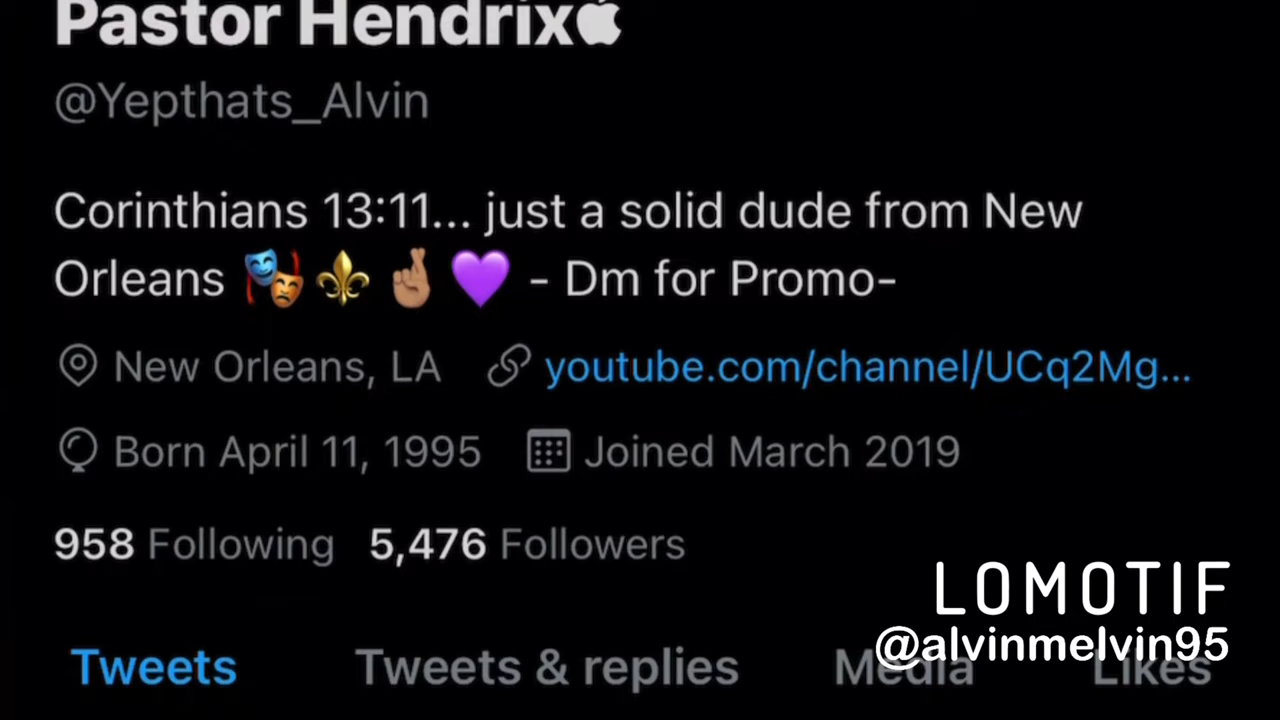 Pastor Hendrix
@Yepthats_Alvin
Corinthians 13:11... just a solid dude from New
Orleans 🎭⚜️🤞🏽💜 - Dm for Promo-
New Orleans, LA youtube.com/channel/UCq2Mg...
Born April 11, 1995 Joined March 2019
958 Following 5,476 Followers
LOMOTIF
@alvinmelvin95
Tweets Tweets & replies Media Likes